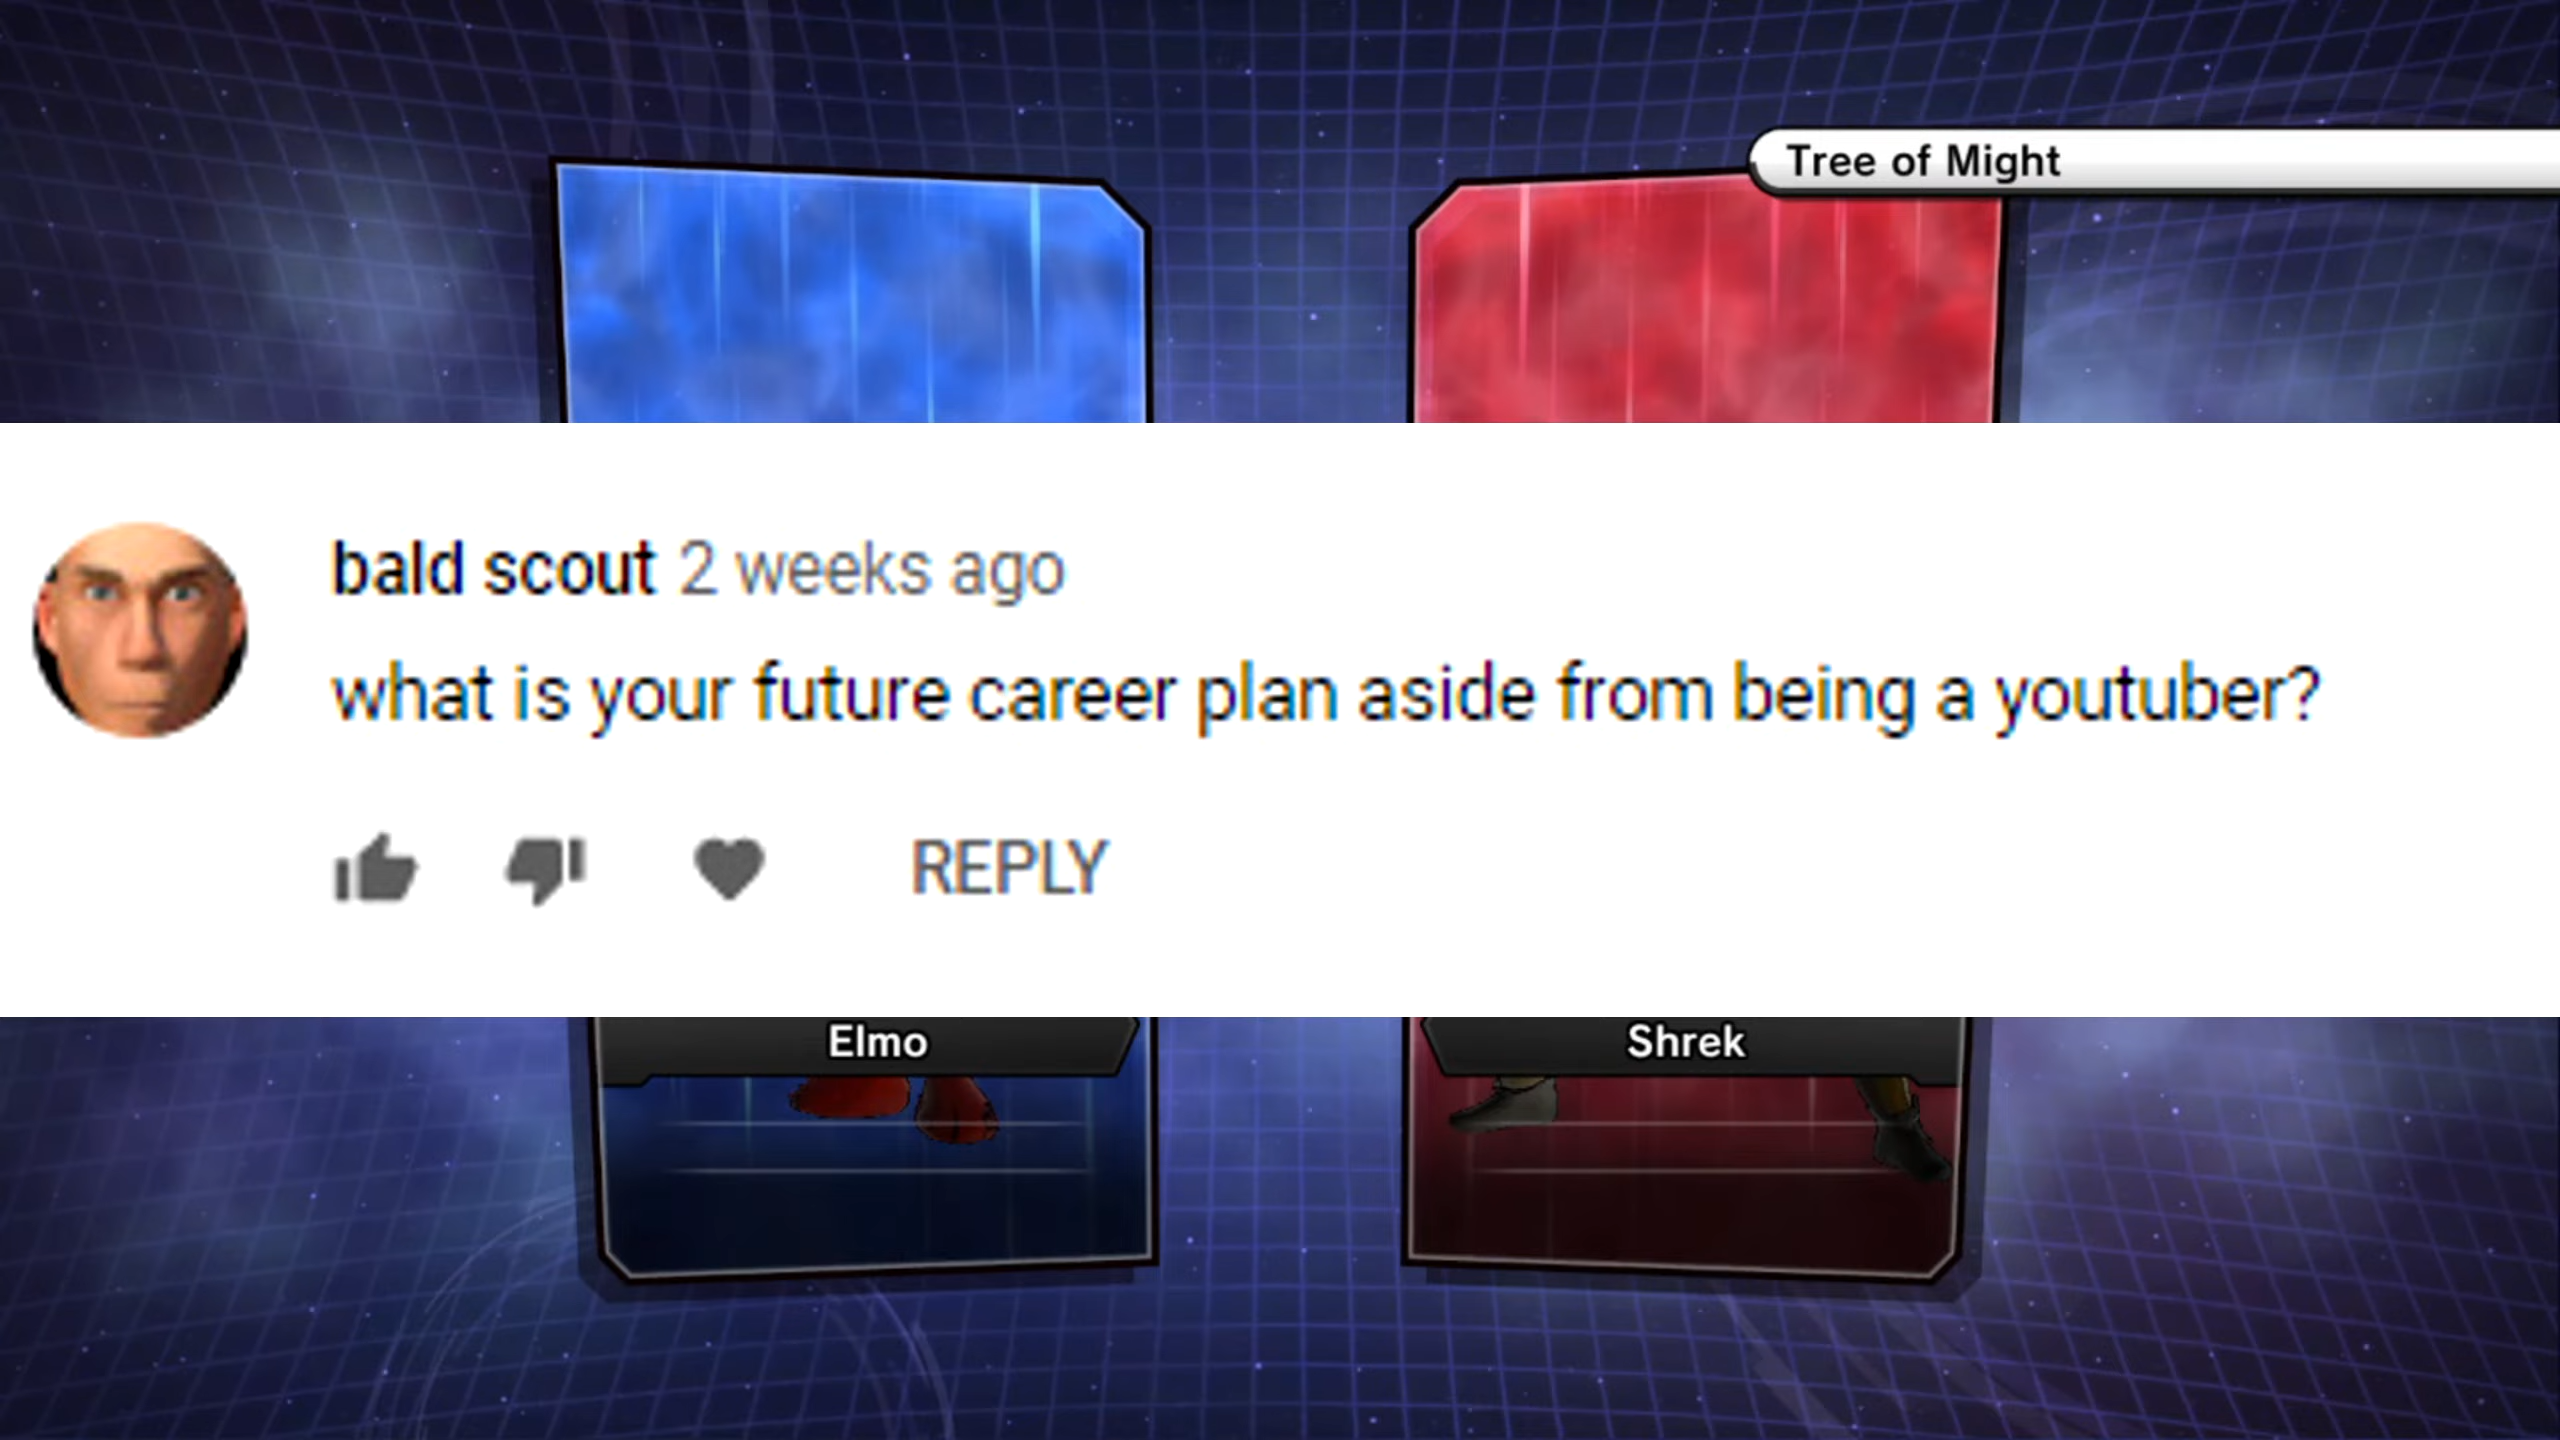 Tree of Might
bald scout 2 weeks ago
what is your future career plan aside from being a youtuber?
REPLY
Elmo
Shrek